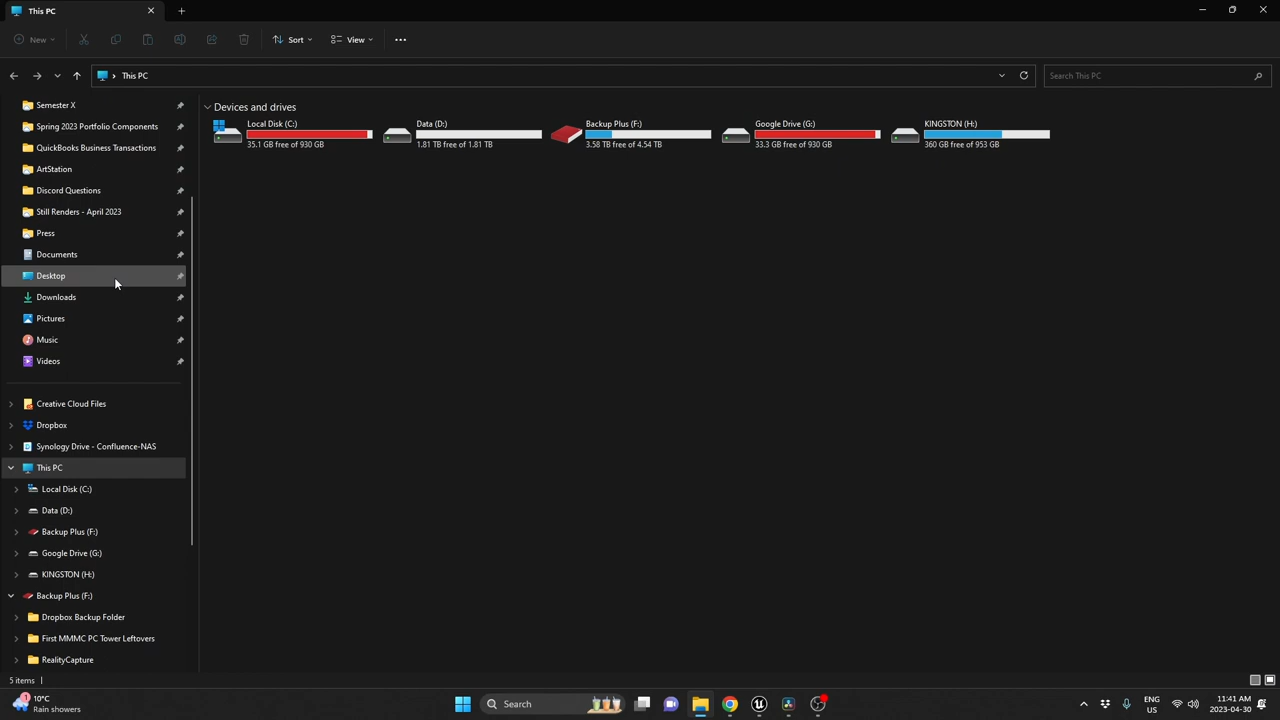 This PC
New
Sort
View
This PC
Search This PC
Semester X
Spring 2023 Portfolio Components
QuickBooks Business Transactions
ArtStation
Discord Questions
Still Renders - April 2023
Press
Documents
Desktop
Downloads
Pictures
Music
Videos
Creative Cloud Files
Dropbox
Synology Drive - Confluence-NAS
This PC
Local Disk (C:)
Data (D:)
Backup Plus (F:)
Google Drive (G:)
KINGSTON (H:)
Backup Plus (F:)
Dropbox Backup Folder
First MMMC PC Tower Leftovers
RealityCapture
Devices and drives
Local Disk (C:)
35.1 GB free of 930 GB
Data (D:)
1.81 TB free of 1.81 TB
Backup Plus (F:)
3.58 TB free of 4.54 TB
Google Drive (G:)
33.3 GB free of 930 GB
KINGSTON (H:)
360 GB free of 953 GB
5 items
1
10°C
Rain showers
Search
ENG
US
11:41 AM
2023-04-30